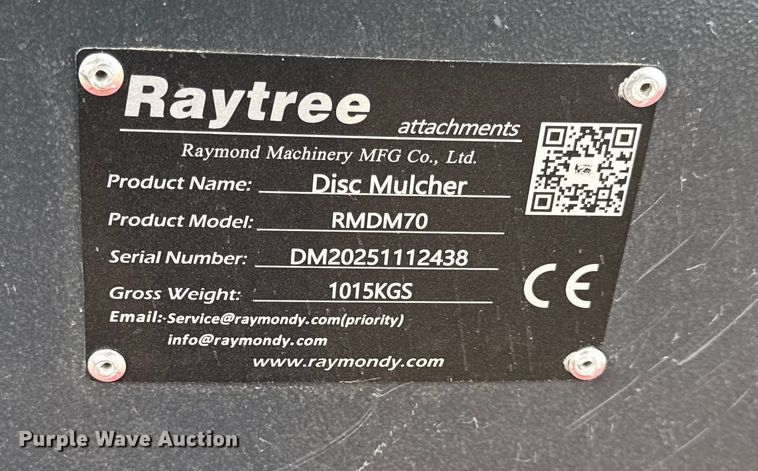 Raytree
attachments
Raymond Machinery MFG Co., Ltd.
Product Name: Disc Mulcher
Product Model: RMDM70
Serial Number: DM20251112438
Gross Weight: 1015KGS
Email: Service@raymondy.com(priority)
info@raymondy.com
www.raymondy.com
CE
Purple Wave Auction